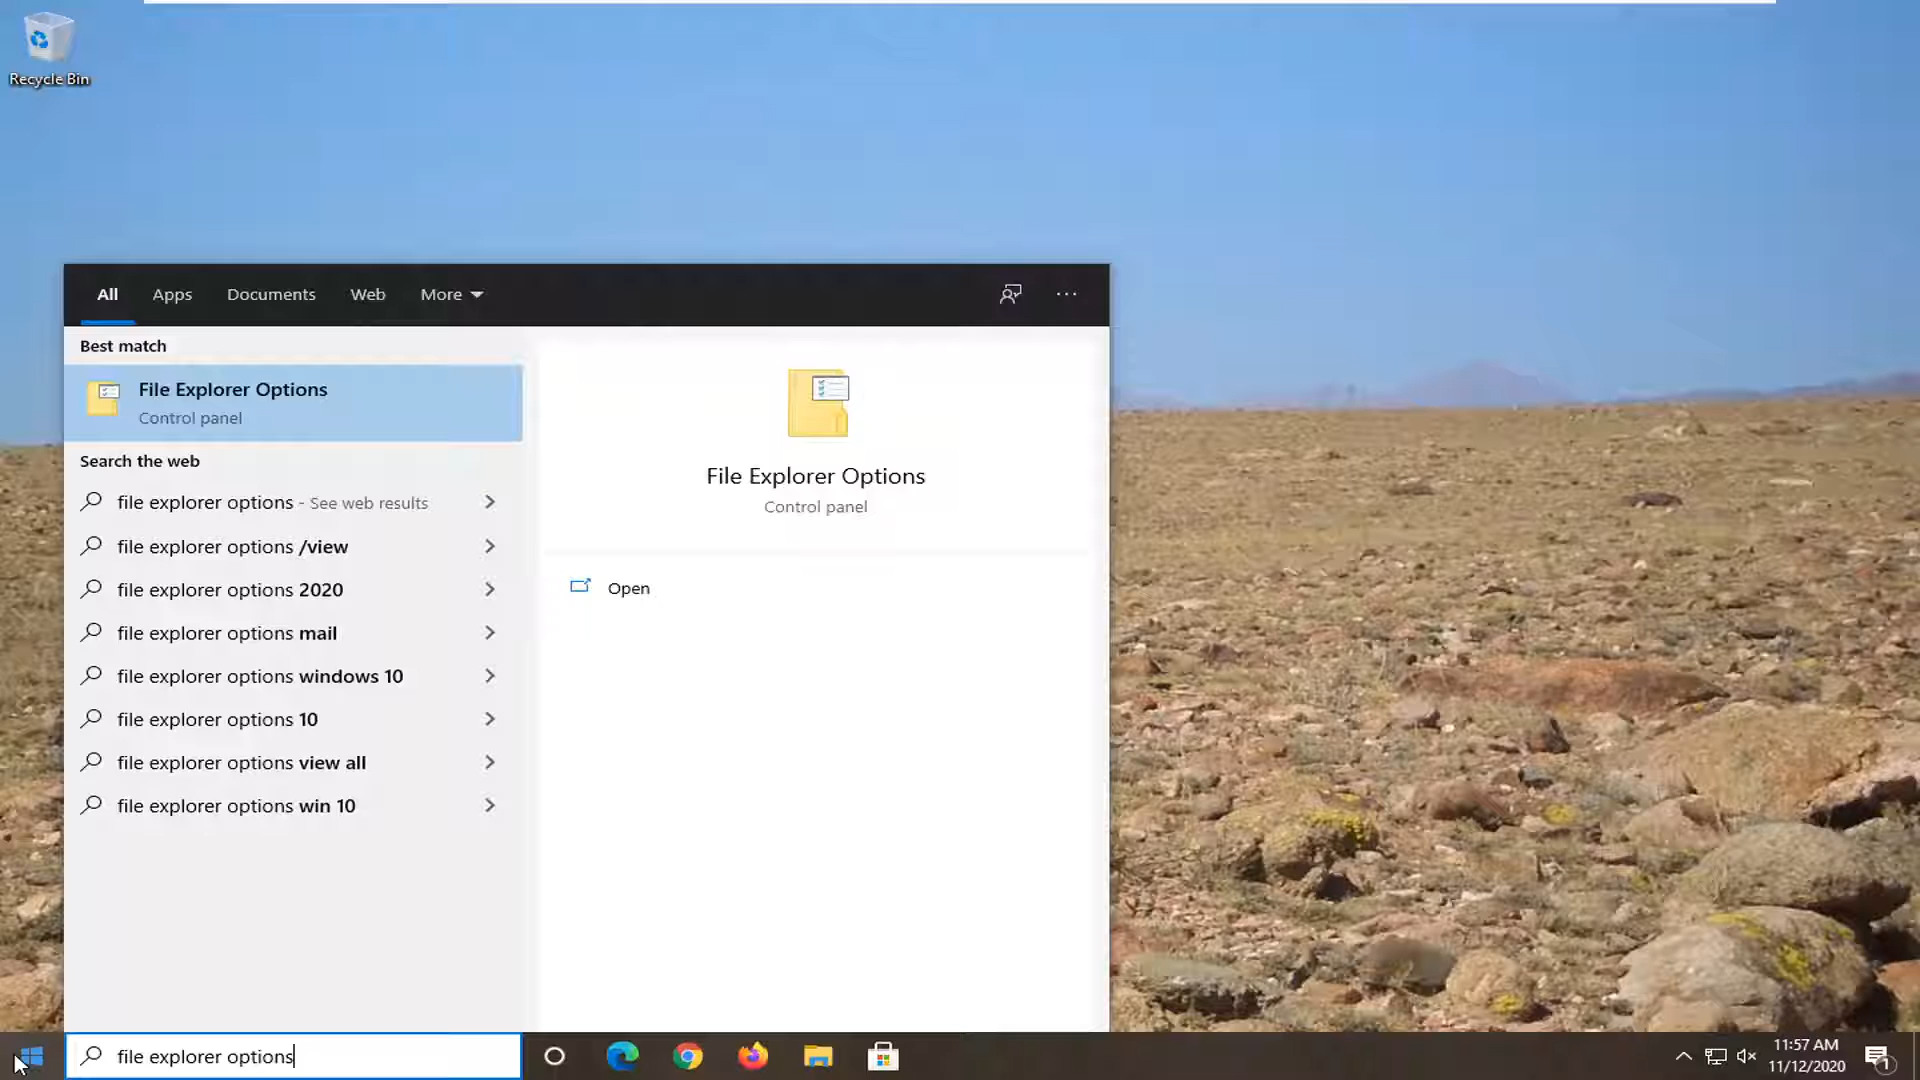 Recycle Bin
All Apps Documents Web More
Best match
File Explorer Options
Control panel
Search the web
file explorer options - See web results
file explorer options /view
file explorer options 2020
file explorer options mail
file explorer options windows 10
file explorer options 10
file explorer options view all
file explorer options win 10
File Explorer Options
Control panel
Open
file explorer options
11:57 AM
11/12/2020
1